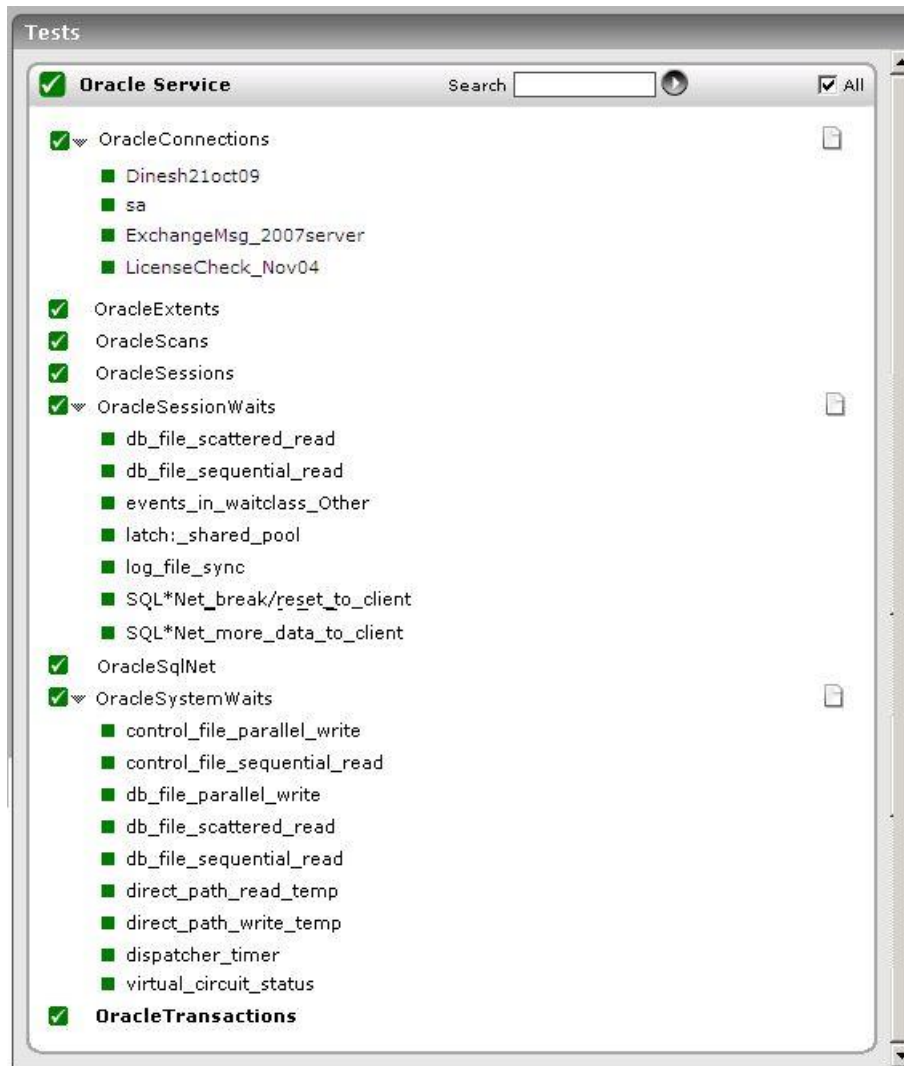 Tests
Oracle Service Search All
OracleConnections
Dinesh21oct09
sa
ExchangeMsg_2007server
LicenseCheck_Nov04
OracleExtents
OracleScans
OracleSessions
OracleSessionWaits
db_file_scattered_read
db_file_sequential_read
events_in_waitclass_Other
latch:_shared_pool
log_file_sync
SQL*Net_break/reset_to_client
SQL*Net_more_data_to_client
OracleSqlNet
OracleSystemWaits
control_file_parallel_write
control_file_sequential_read
db_file_parallel_write
db_file_scattered_read
db_file_sequential_read
direct_path_read_temp
direct_path_write_temp
dispatcher_timer
virtual_circuit_status
OracleTransactions